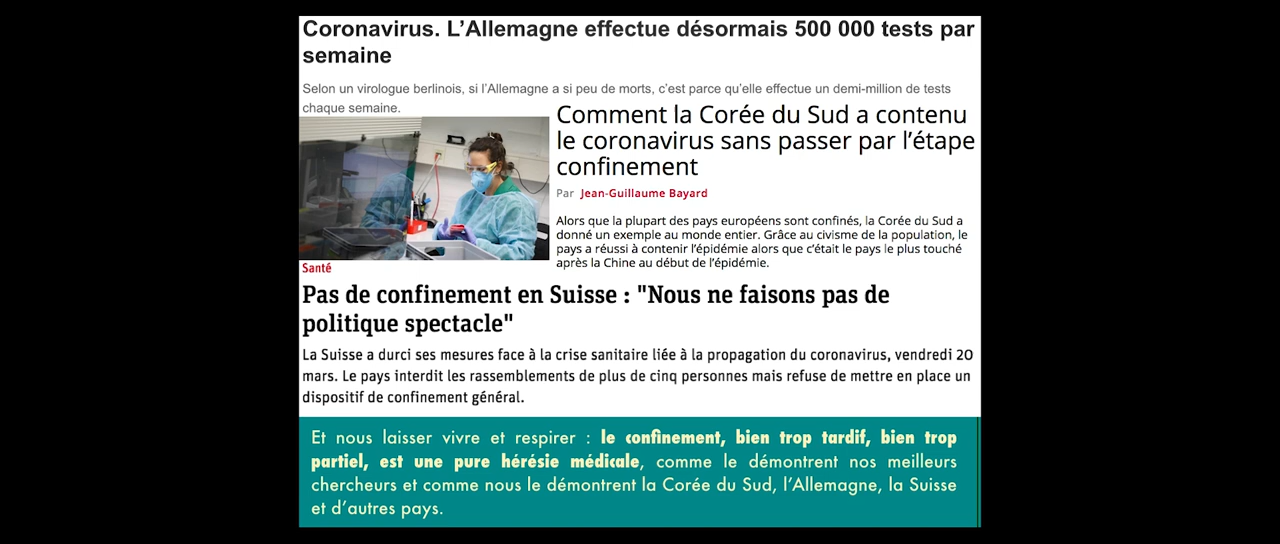 Coronavirus. L’Allemagne effectue désormais 500 000 tests par
semaine
Selon un virologue berlinois, si l’Allemagne a si peu de morts, c’est parce qu’elle effectue un demi-million de tests
chaque semaine.
Comment la Corée du Sud a contenu
le coronavirus sans passer par l’étape
confinement
Par Jean-Guillaume Bayard
Alors que la plupart des pays européens sont confinés, la Corée du Sud a
donné un exemple au monde entier. Grâce au civisme de la population, le
pays a réussi à contenir l’épidémie alors que c’était le pays le plus touché
après la Chine au début de l’épidémie.
Santé
Pas de confinement en Suisse : "Nous ne faisons pas de
politique spectacle"
La Suisse a durci ses mesures face à la crise sanitaire liée à la propagation du coronavirus, vendredi 20
mars. Le pays interdit les rassemblements de plus de cinq personnes mais refuse de mettre en place un
dispositif de confinement général.
Et nous laisser vivre et respirer : le confinement, bien trop tardif, bien trop
partiel, est une pure hérésie médicale, comme le démontrent nos meilleurs
chercheurs et comme nous le démontrent la Corée du Sud, l’Allemagne, la Suisse
et d’autres pays.